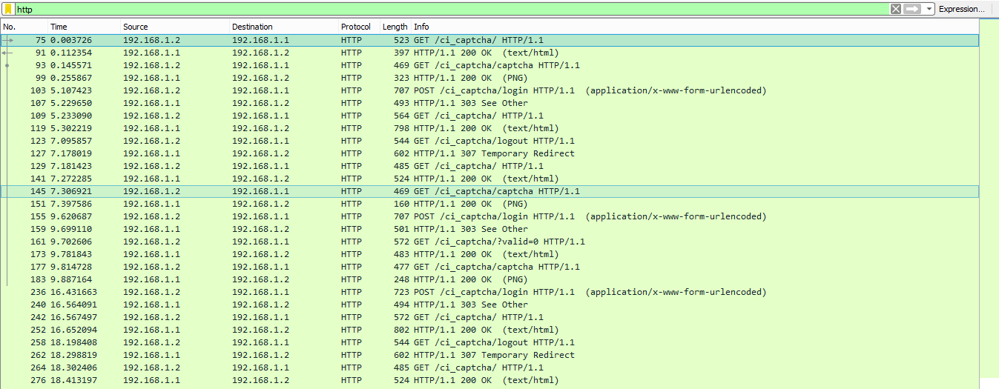 http Expression...
No. Time Source Destination Protocol Length Info
75 0.003726 192.168.1.2 192.168.1.1 HTTP 523 GET /ci_captcha/ HTTP/1.1
91 0.112354 192.168.1.1 192.168.1.2 HTTP 397 HTTP/1.1 200 OK (text/html)
93 0.145571 192.168.1.2 192.168.1.1 HTTP 469 GET /ci_captcha/captcha HTTP/1.1
99 0.255867 192.168.1.1 192.168.1.2 HTTP 323 HTTP/1.1 200 OK (PNG)
103 5.107423 192.168.1.2 192.168.1.1 HTTP 707 POST /ci_captcha/login HTTP/1.1 (application/x-www-form-urlencoded)
107 5.229650 192.168.1.1 192.168.1.2 HTTP 493 HTTP/1.1 303 See Other
109 5.233090 192.168.1.2 192.168.1.1 HTTP 564 GET /ci_captcha/ HTTP/1.1
119 5.302219 192.168.1.1 192.168.1.2 HTTP 798 HTTP/1.1 200 OK (text/html)
123 7.095857 192.168.1.2 192.168.1.1 HTTP 544 GET /ci_captcha/logout HTTP/1.1
127 7.178019 192.168.1.1 192.168.1.2 HTTP 602 HTTP/1.1 307 Temporary Redirect
129 7.181423 192.168.1.2 192.168.1.1 HTTP 485 GET /ci_captcha/ HTTP/1.1
141 7.272285 192.168.1.1 192.168.1.2 HTTP 524 HTTP/1.1 200 OK (text/html)
145 7.306921 192.168.1.2 192.168.1.1 HTTP 469 GET /ci_captcha/captcha HTTP/1.1
151 7.397586 192.168.1.1 192.168.1.2 HTTP 160 HTTP/1.1 200 OK (PNG)
155 9.620687 192.168.1.2 192.168.1.1 HTTP 707 POST /ci_captcha/login HTTP/1.1 (application/x-www-form-urlencoded)
159 9.699110 192.168.1.1 192.168.1.2 HTTP 501 HTTP/1.1 303 See Other
161 9.702606 192.168.1.2 192.168.1.1 HTTP 572 GET /ci_captcha/?valid=0 HTTP/1.1
173 9.781843 192.168.1.1 192.168.1.2 HTTP 483 HTTP/1.1 200 OK (text/html)
177 9.814728 192.168.1.2 192.168.1.1 HTTP 477 GET /ci_captcha/captcha HTTP/1.1
183 9.887164 192.168.1.1 192.168.1.2 HTTP 248 HTTP/1.1 200 OK (PNG)
236 16.431663 192.168.1.2 192.168.1.1 HTTP 723 POST /ci_captcha/login HTTP/1.1 (application/x-www-form-urlencoded)
240 16.564091 192.168.1.1 192.168.1.2 HTTP 494 HTTP/1.1 303 See Other
242 16.567497 192.168.1.2 192.168.1.1 HTTP 572 GET /ci_captcha/ HTTP/1.1
252 16.652094 192.168.1.1 192.168.1.2 HTTP 802 HTTP/1.1 200 OK (text/html)
258 18.198408 192.168.1.2 192.168.1.1 HTTP 544 GET /ci_captcha/logout HTTP/1.1
262 18.298819 192.168.1.1 192.168.1.2 HTTP 602 HTTP/1.1 307 Temporary Redirect
264 18.302406 192.168.1.2 192.168.1.1 HTTP 485 GET /ci_captcha/ HTTP/1.1
276 18.413197 192.168.1.1 192.168.1.2 HTTP 524 HTTP/1.1 200 OK (text/html)